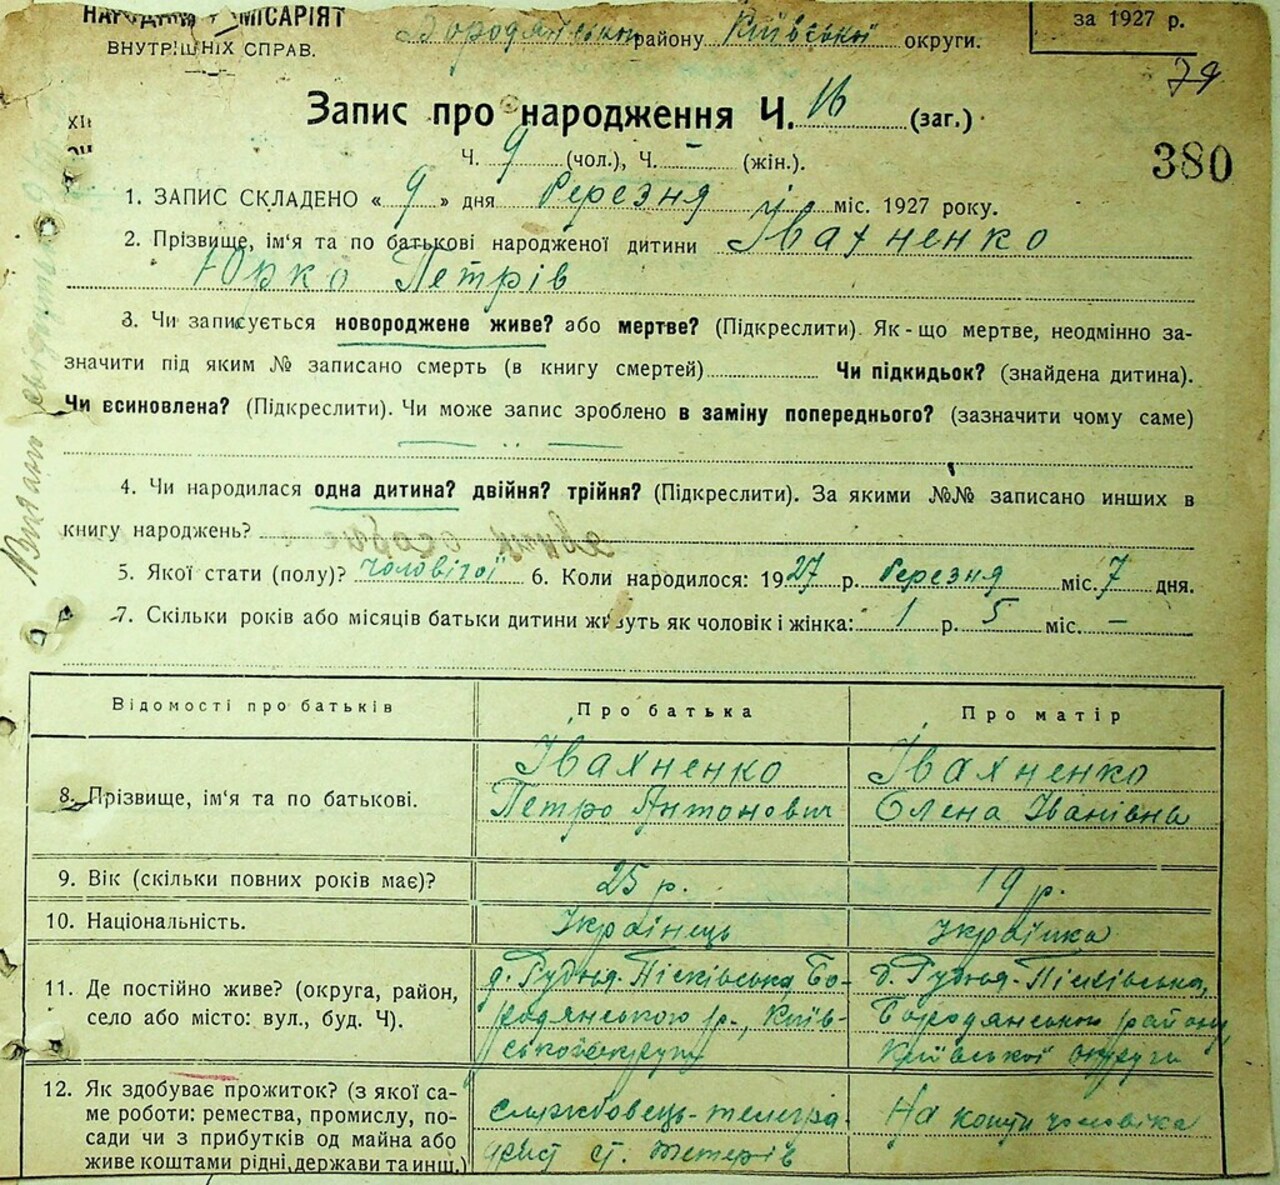 НАРОДНИЙ КОМІСАРІЯТ
ВНУТРІШНІХ СПРАВ.
Бородянського району Київської округи.
за 1927 р.
79
Запис про народження Ч. 16 (заг.)
380
Ч. 9 (чол.), Ч. – (жін.).
1. ЗАПИС СКЛАДЕНО « 9 » дня березня міс. 1927 року.
2. Прізвище, ім'я та по батькові народженої дитини Івахненко
Юрко Петрів
3. Чи записується новороджене живе? або мертве? (Підкреслити). Як-що мертве, неодмінно за-
значити під яким № записано смерть (в книгу смертей) Чи підкидьок? (знайдена дитина).
Чи всиновлена? (Підкреслити). Чи може запис зроблено в заміну попереднього? (зазначити чому саме)
4. Чи народилася одна дитина? двійня? трійня? (Підкреслити). За якими №№ записано инших в
книгу народжень?
5. Якої стати (полу)? чоловічої 6. Коли народилося: 1927 р. березня міс. 7 дня.
7. Скільки років або місяців батьки дитини живуть як чоловік і жінка: 1 р. 5 міс. –
Відомості про батьків Про батька Про матір
8. Прізвище, ім'я та по батькові.
Івахненко
Петро Антонович
Івахненко
Олена Іванівна
9. Вік (скільки повних років має)? 25 р. 19 р.
10. Національність. Українець Українка
11. Де постійно живе? (округа, район,
село або місто: вул., буд. Ч).
д. Рудня-Пісківська, Бо-
родянського р., Київ-
ської округи
д. Рудня-Пісківська,
Бородянського району,
Київської округи
12. Як здобуває прожиток? (з якої са-
ме роботи: ремества, промислу, по-
сади чи з прибутків од майна або
живе коштами рідні, держави та инш.)
службовець-телегра-
фист ст. Тетерів
На кошти чоловіка